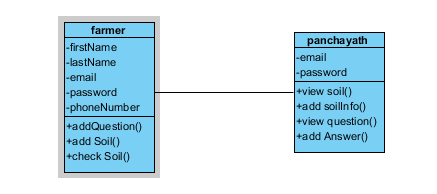 farmer
-firstName
-lastName
-email
-password
-phoneNumber
+addQuestion()
+add Soil()
+check Soil()
panchayath
-email
-password
+view soil()
+add soilInfo()
+view question()
+add Answer()